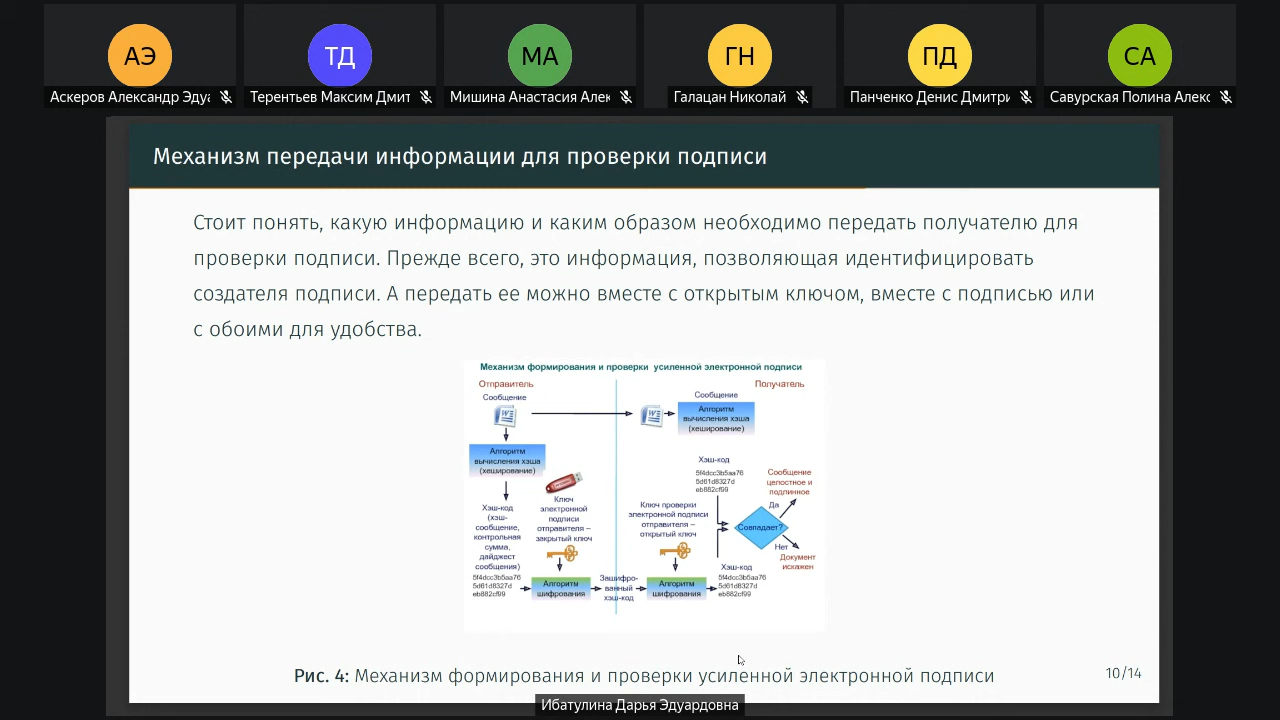 АЭ
ТД
МА
ГН
ПД
СА
Аскеров Александр Эдуа
Терентьев Максим Дмит
Мишина Анастасия Алек
Галацан Николай
Панченко Денис Дмитри
Савурская Полина Алекс
Механизм передачи информации для проверки подписи
Стоит понять, какую информацию и каким образом необходимо передать получателю для
проверки подписи. Прежде всего, это информация, позволяющая идентифицировать
создателя подписи. А передать ее можно вместе с открытым ключом, вместе с подписью или
с обоими для удобства.
Механизм формирования и проверки усиленной электронной подписи
Отправитель
Получатель
Сообщение
Алгоритм
вычисления хэша
(хеширование)
Хэш-код
(хэш-
сообщение,
контрольная
сумма,
дайджест
сообщения)
5f4dcc3b5aa76
5d61d8327d
eb882cf99
Ключ
электронной
подписи
отправителя –
закрытый ключ
Алгоритм
шифрования
Зашифро-
ванный
хэш-код
Сообщение
Алгоритм
вычисления хэша
(хеширование)
Хэш-код
5f4dcc3b5aa76
5d61d8327d
eb882cf99
Ключ проверки
электронной подписи
отправителя –
открытый ключ
Алгоритм
шифрования
Хэш-код
5f4dcc3b5aa76
5d61d8327d
eb882cf99
Совпадает?
Да
Сообщение
целостное и
подлинное
Нет
Документ
искажен
Рис. 4: Механизм формирования и проверки усиленной электронной подписи
10/14
Ибатулина Дарья Эдуардовна